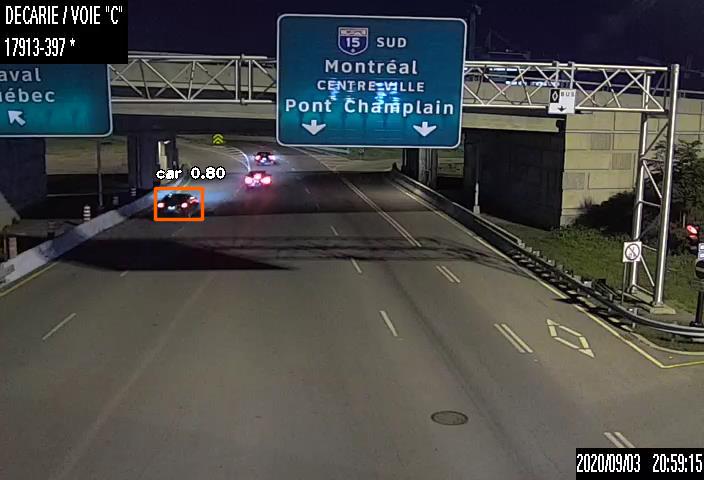 DECARIE / VOIE "C"
17913-397 *
aval
uébec
15 SUD
Montréal
CENTRE-VILLE
Pont Champlain
BUS
car 0.80
2020/09/03 20:59:15